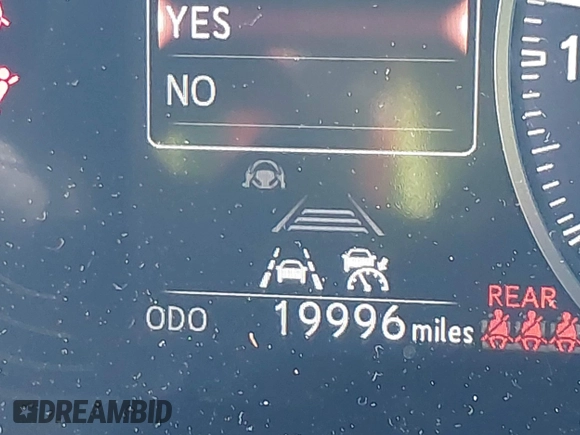 YES
NO
ODO 19996 miles
REAR
DREAMBID